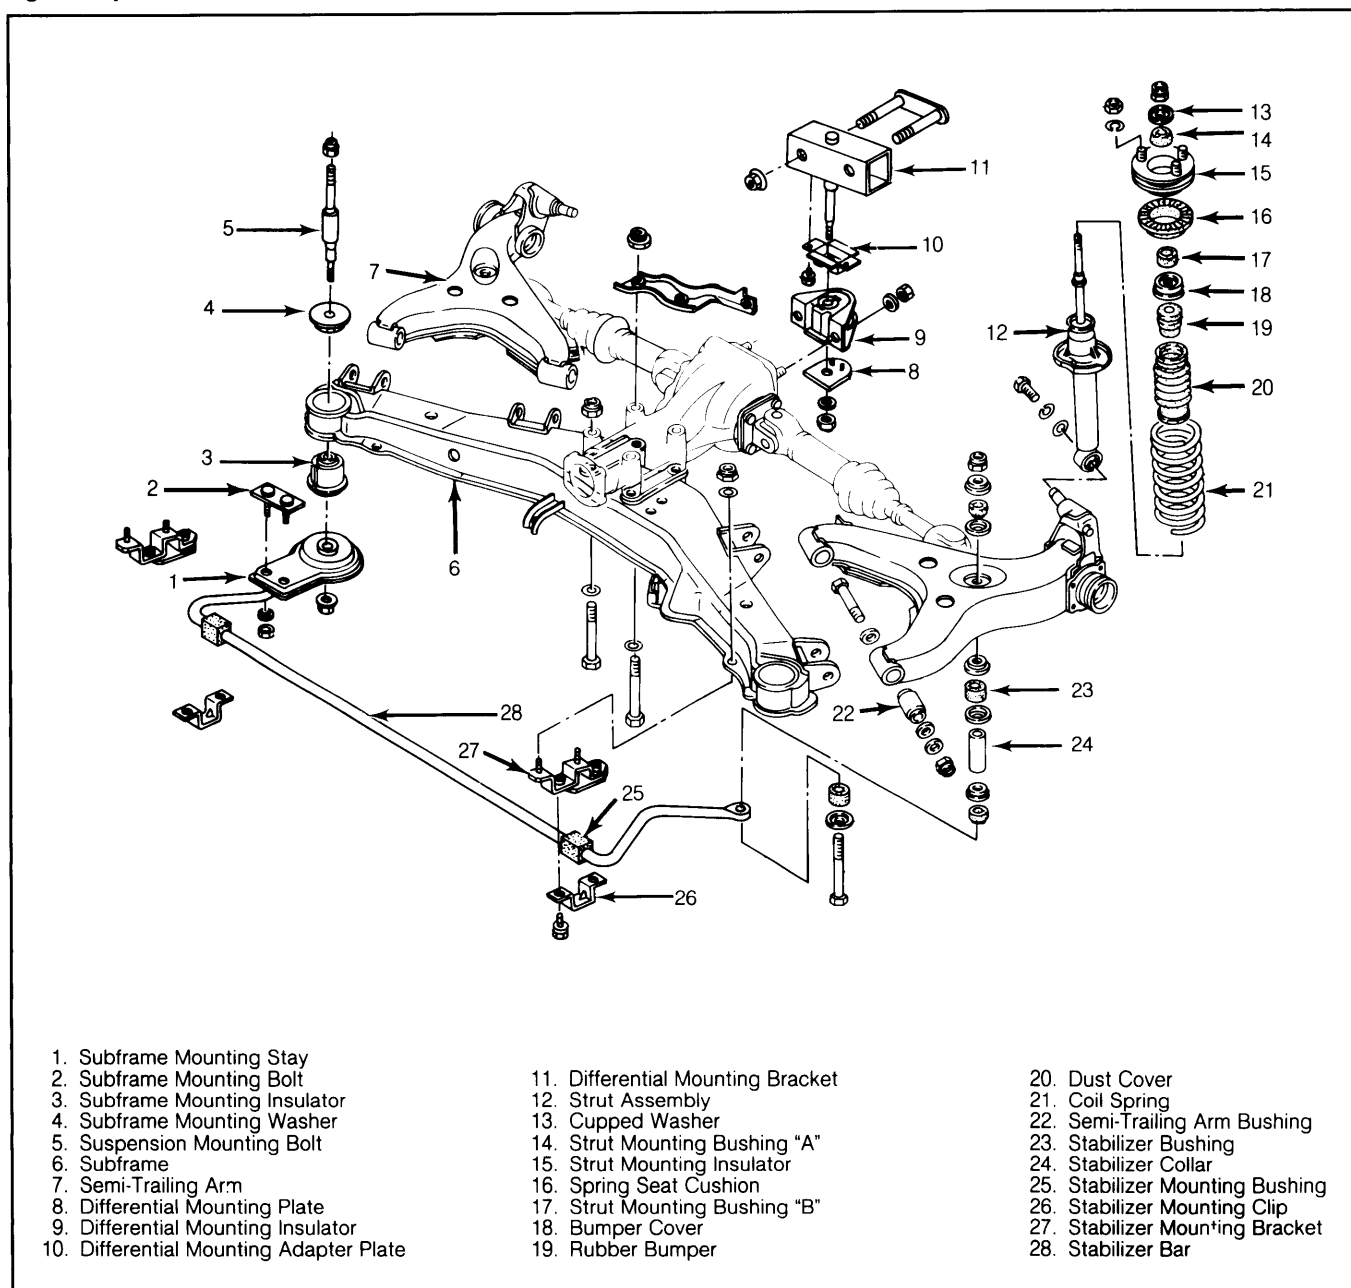 13
14
11
15
5
10
16
7
17
4
18
12
9
19
8
20
3
2
21
6
1
23
28
22
24
27
25
26
1. Subframe Mounting Stay
2. Subframe Mounting Bolt
3. Subframe Mounting Insulator
4. Subframe Mounting Washer
5. Suspension Mounting Bolt
6. Subframe
7. Semi-Trailing Arm
8. Differential Mounting Plate
9. Differential Mounting Insulator
10. Differential Mounting Adapter Plate
11. Differential Mounting Bracket
12. Strut Assembly
13. Cupped Washer
14. Strut Mounting Bushing “A”
15. Strut Mounting Insulator
16. Spring Seat Cushion
17. Strut Mounting Bushing “B”
18. Bumper Cover
19. Rubber Bumper
20. Dust Cover
21. Coil Spring
22. Semi-Trailing Arm Bushing
23. Stabilizer Bushing
24. Stabilizer Collar
25. Stabilizer Mounting Bushing
26. Stabilizer Mounting Clip
27. Stabilizer Mounting Bracket
28. Stabilizer Bar